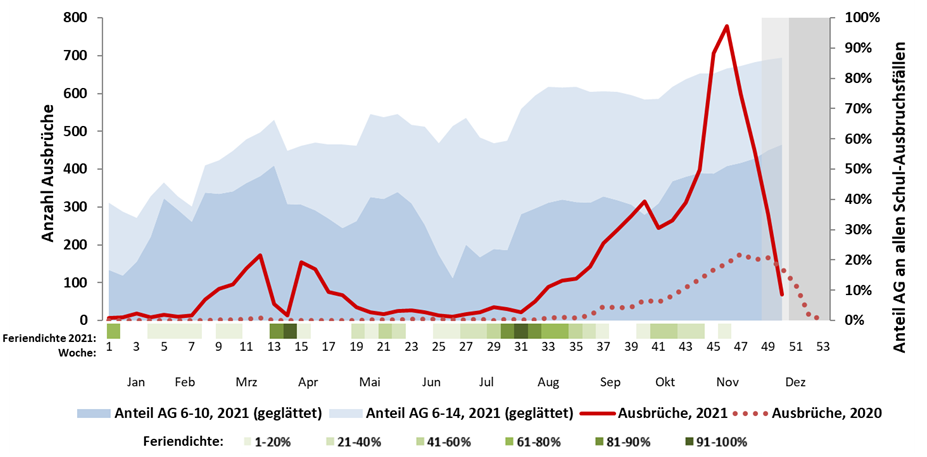 800 100%
700 90%
600 80%
500 70%
400 60%
300 50%
200 40%
100 30%
0 20%
10%
0%
Anzahl Ausbrüche
Anteil AG an allen Schul-Ausbruchsfällen
Feriendichte 2021:
Woche: 1 3 5 7 9 11 13 15 17 19 21 23 25 27 29 31 33 35 37 39 41 43 45 47 49 51 53
Jan Feb Mrz Apr Mai Jun Jul Aug Sep Okt Nov Dez
Anteil AG 6-10, 2021 (geglättet) Anteil AG 6-14, 2021 (geglättet) Ausbrüche, 2021 Ausbrüche, 2020
Feriendichte: 1-20% 21-40% 41-60% 61-80% 81-90% 91-100%